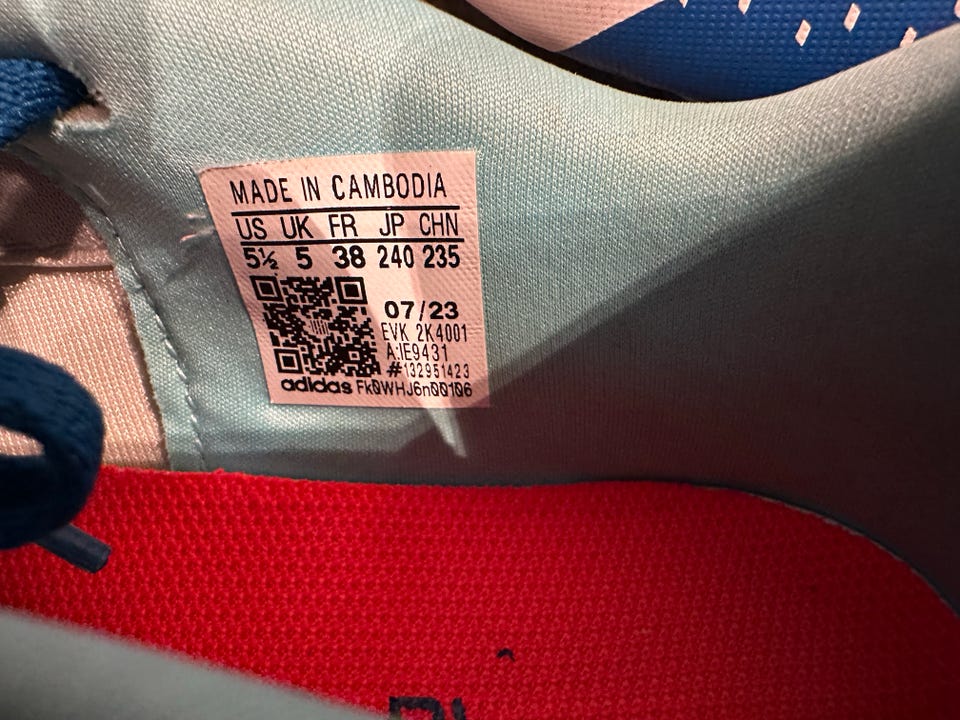 MADE IN CAMBODIA
US UK FR JP CHN
5½ 5 38 240 235
07/23
EVK 2K4001
A:IE9431
#132951423
adidas FkQWHJ6n00106